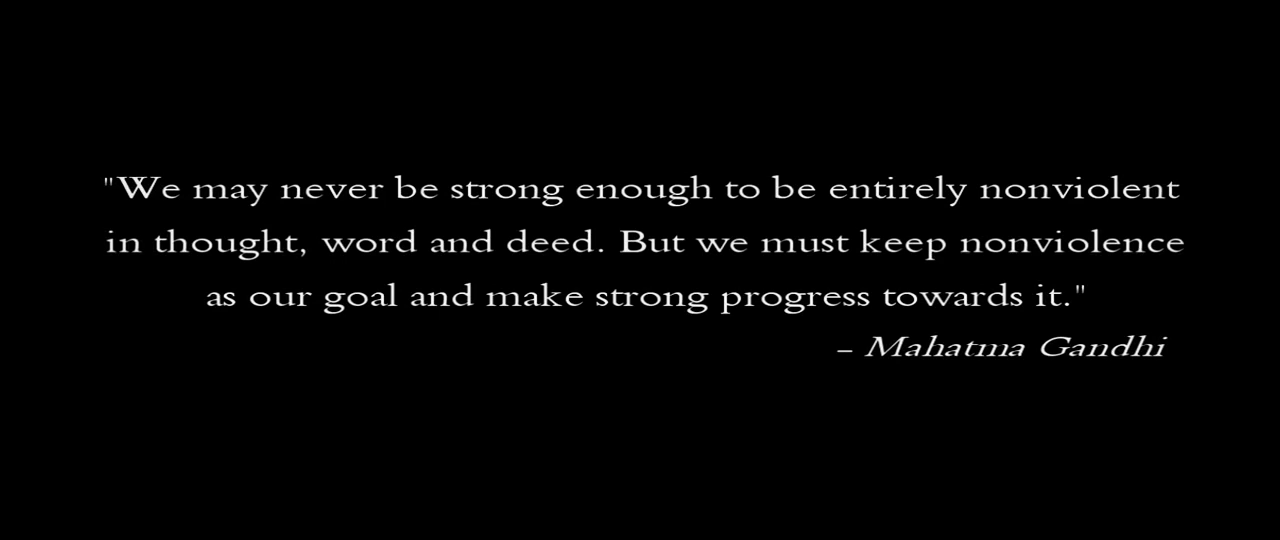 "We may never be strong enough to be entirely nonviolent
in thought, word and deed. But we must keep nonviolence
as our goal and make strong progress towards it."
– Mahatma Gandhi